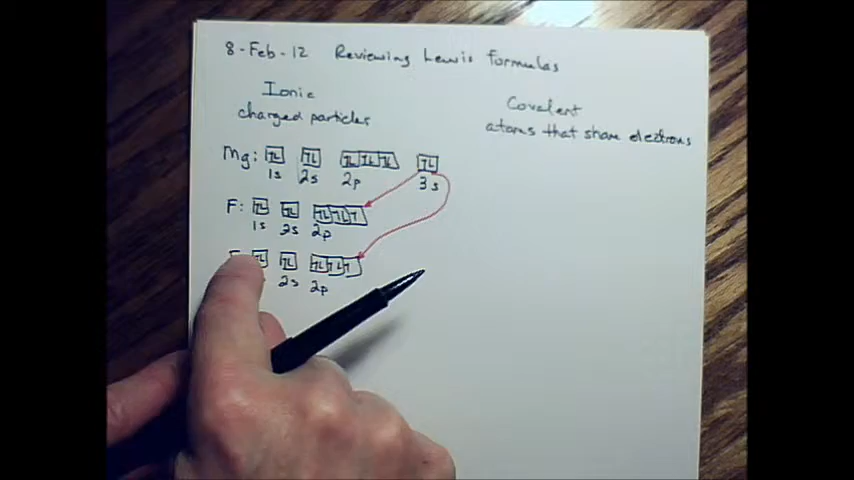 8-Feb-12 Reviewing Lewis Formulas
Ionic
charged particles
Covalent
atoms that share electrons
Mg: ↿⇂ ↿⇂ ↿⇂ ↿⇂ ↿⇂ ↿⇂
1s 2s 2p 3s
F: ↿⇂ ↿⇂ ↿⇂ ↿⇂ ↿
1s 2s 2p
↿⇂ ↿⇂ ↿⇂ ↿⇂ ↿
2s 2p